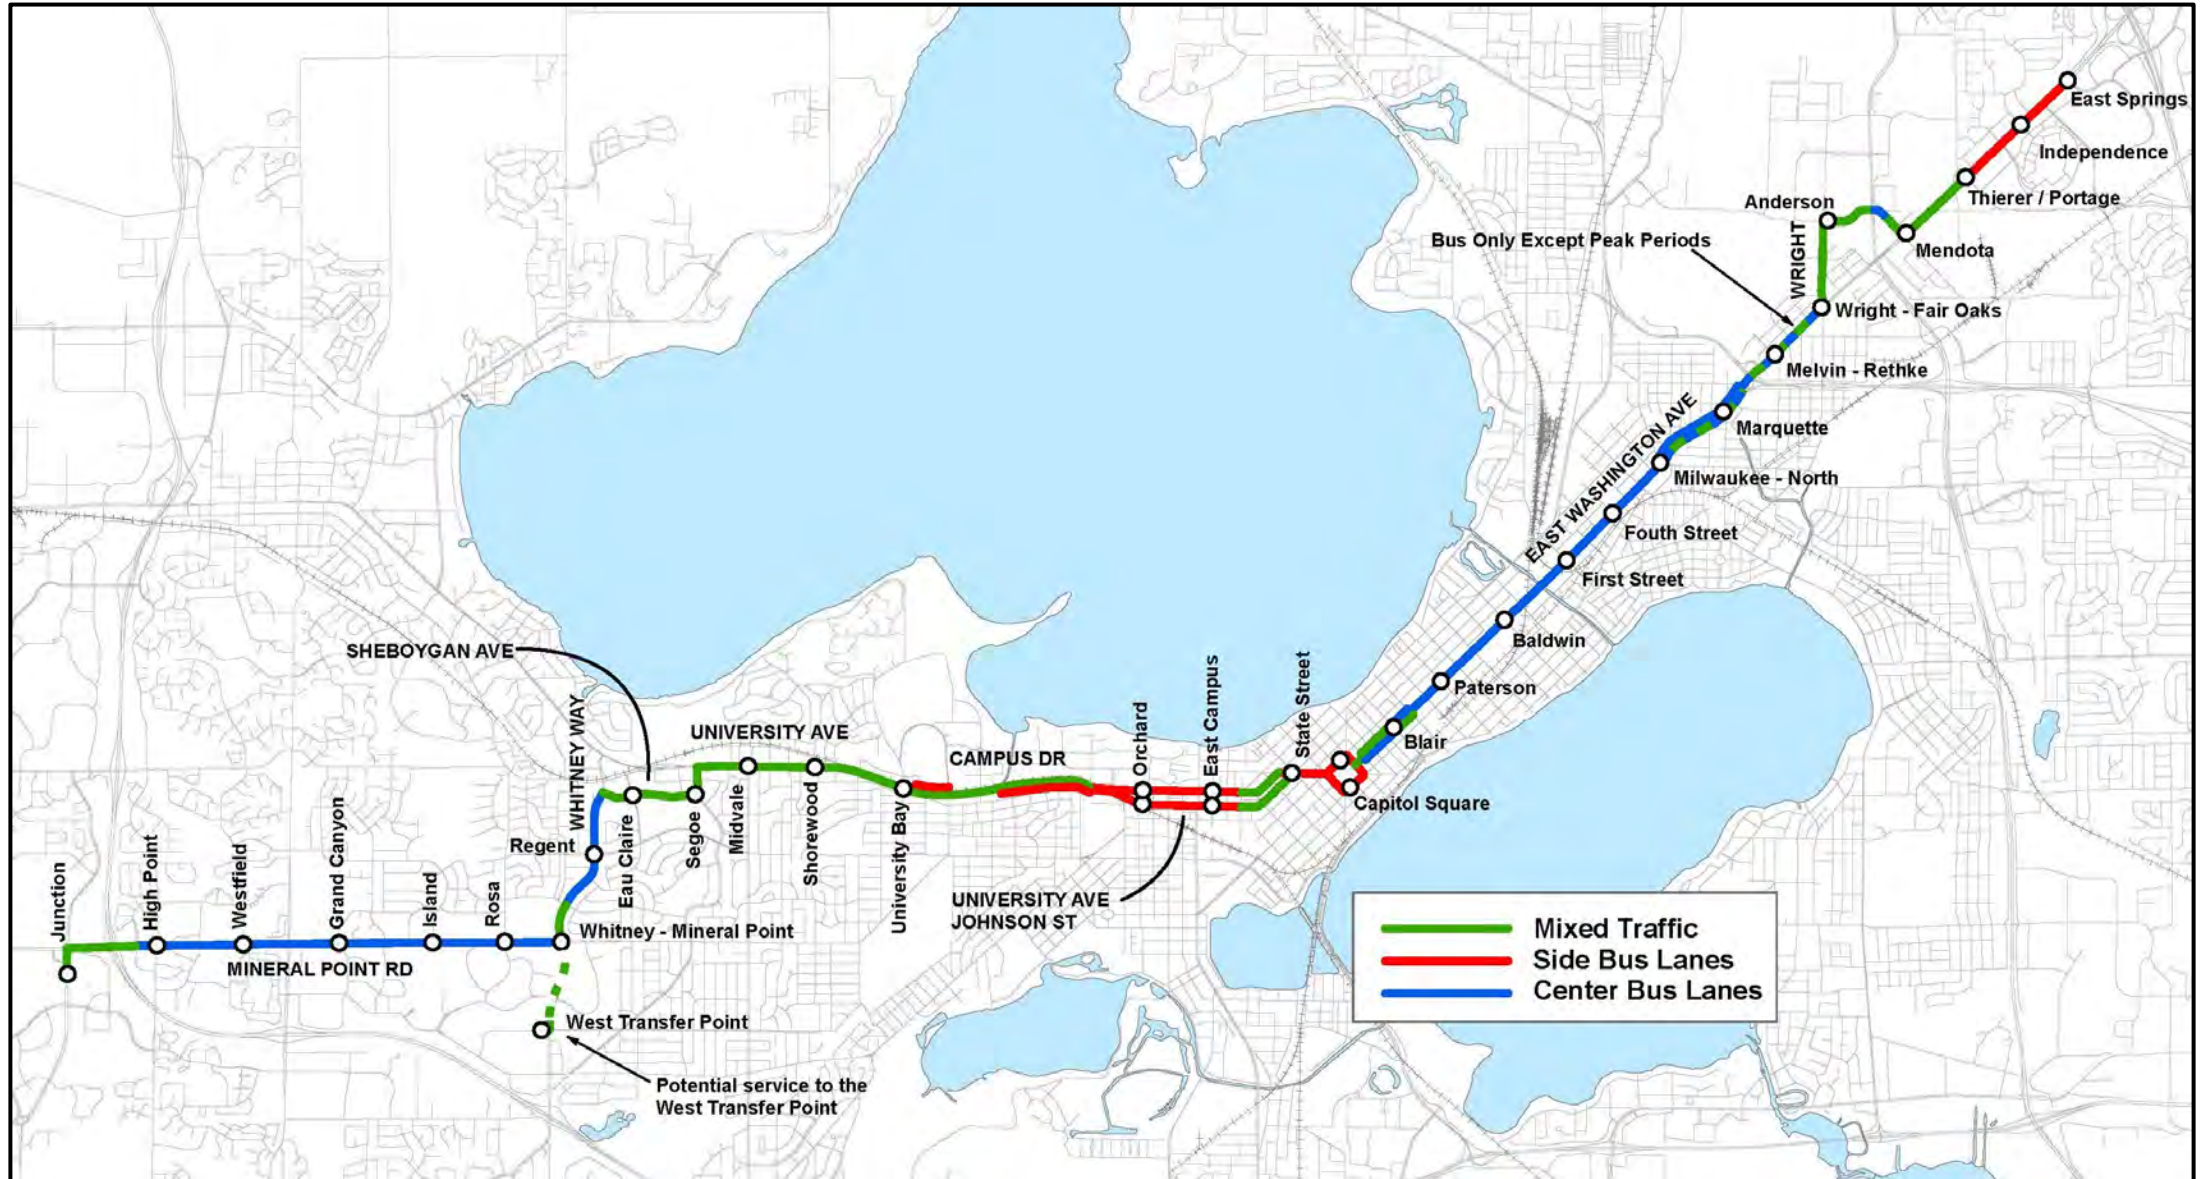 East Springs
Independence
Thierer / Portage
Anderson
Mendota
Bus Only Except Peak Periods
WRIGHT
Wright - Fair Oaks
Melvin - Rethke
EAST WASHINGTON AVE
Marquette
Milwaukee - North
Fouth Street
First Street
Baldwin
Paterson
Blair
State Street
Capitol Square
East Campus
Orchard
CAMPUS DR
UNIVERSITY AVE
JOHNSON ST
University Bay
UNIVERSITY AVE
Shorewood
Midvale
Segoe
Eau Claire
SHEBOYGAN AVE
WHITNEY WAY
Regent
Whitney - Mineral Point
Rosa
Island
Grand Canyon
Westfield
High Point
Junction
MINERAL POINT RD
West Transfer Point
Potential service to the
West Transfer Point
Mixed Traffic
Side Bus Lanes
Center Bus Lanes